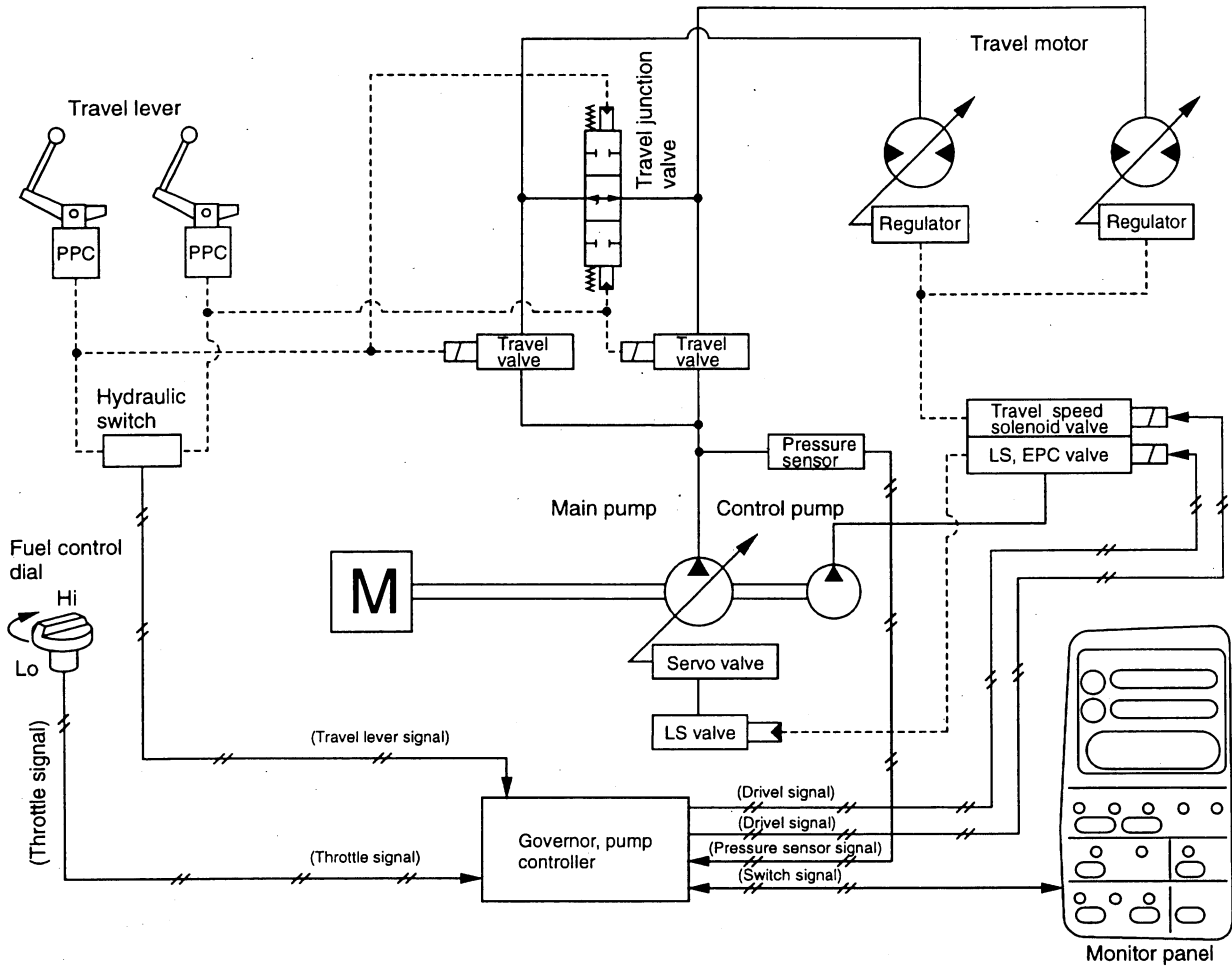 Travel motor
Travel lever
Travel junction
valve
PPC
PPC
Regulator
Regulator
Travel
valve
Travel
valve
Hydraulic
switch
Travel speed
solenoid valve
LS, EPC valve
Pressure
sensor
Main pump
Control pump
Fuel control
dial
Hi
Lo
M
Servo valve
LS valve
(Throttle signal)
(Travel lever signal)
(Drivel signal)
(Drivel signal)
(Pressure sensor signal)
(Switch signal)
Governor, pump
controller
(Throttle signal)
Monitor panel